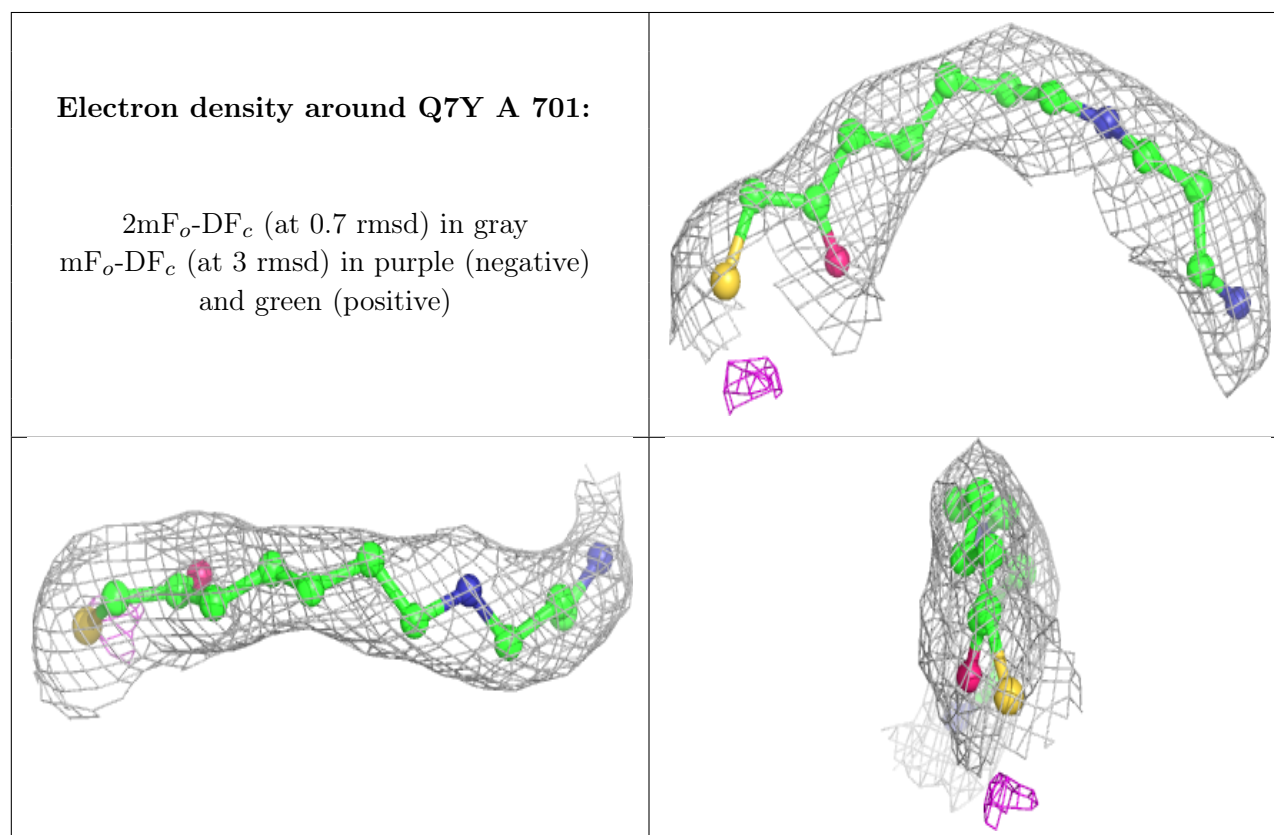 Electron density around Q7Y A 701:
2mFo-DFc (at 0.7 rmsd) in gray
mFo-DFc (at 3 rmsd) in purple (negative)
and green (positive)